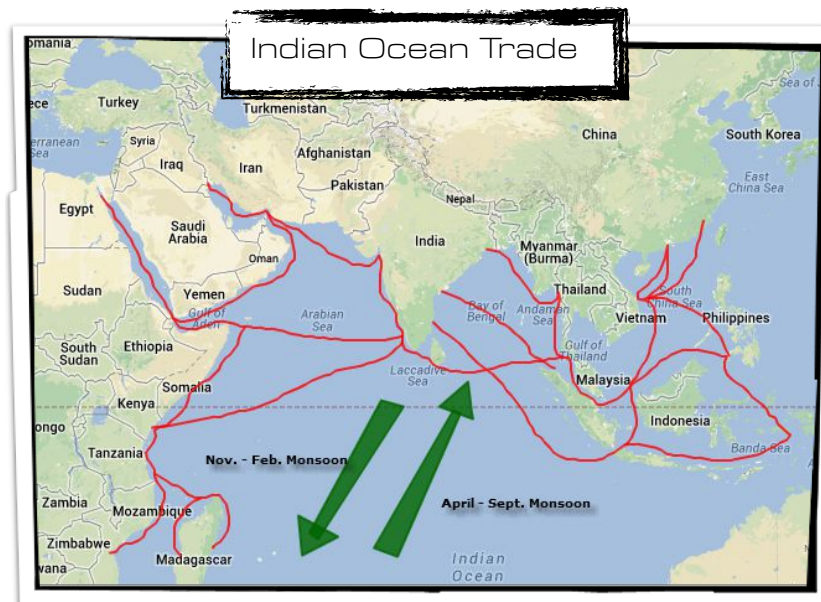 Indian Ocean Trade
omania
Sea of J
ece
Turkey
Turkmenistan
China
South Korea
erranean
Sea
Syria
Iraq
Iran
Afghanistan
Pakistan
East
China Sea
Egypt
Saudi
Arabia
Nepal
India
Myanmar
(Burma)
Oman
Thailand
Sudan
Yemen
Gulf of
Aden
Arabian
Sea
Bay of
Bengal
Andaman
Sea
South
China Sea
Vietnam
Philippines
South
Sudan
Ethiopia
Gulf of
Thailand
Somalia
Laccadive
Sea
Malaysia
Kenya
ongo
Indonesia
Tanzania
Banda Sea
Nov. - Feb. Monsoon
April - Sept. Monsoon
Zambia
Mozambique
Zimbabwe
wana
Madagascar
Indian
Ocean